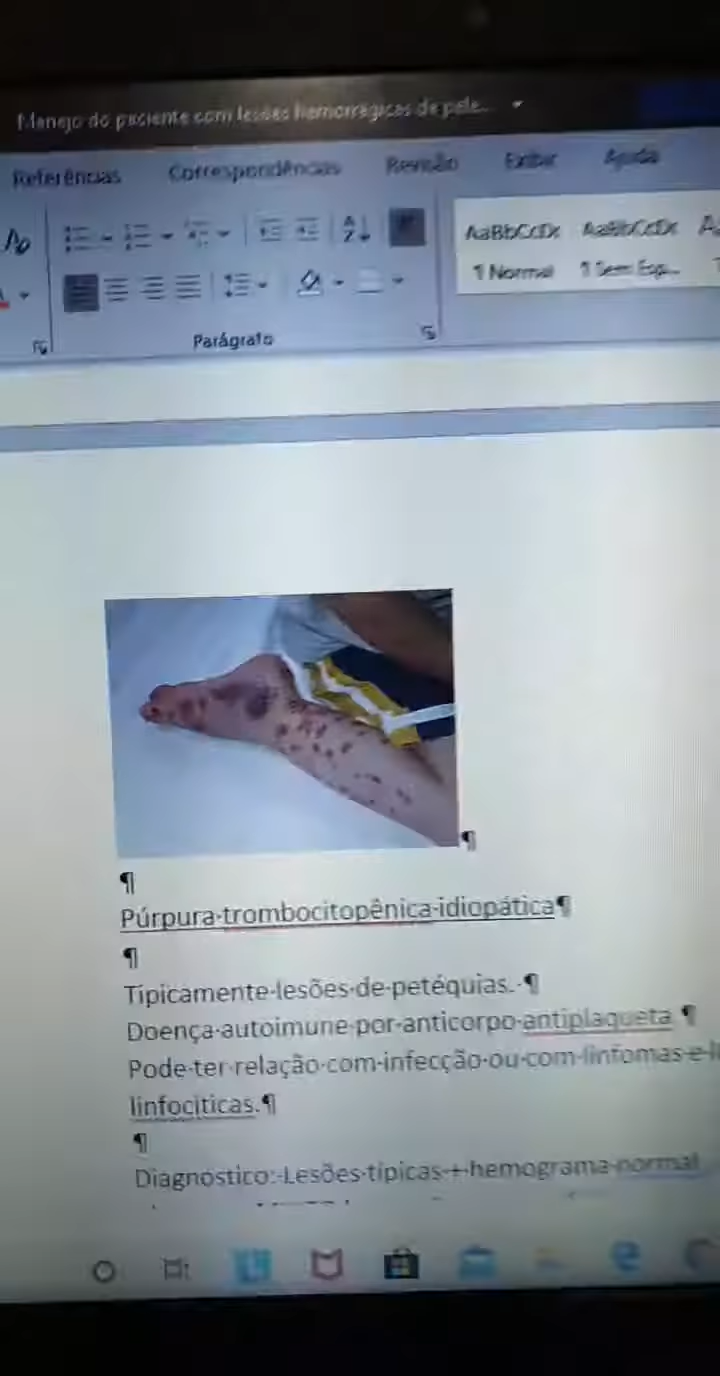 Manejo do paciente com lesões hemorrágicas de pele...
Referências Correspondências Revisão Exibir Ajuda
AaBbCcDc AaBbCcDc
¶ Normal ¶ Sem Esp...
Parágrafo
¶
¶
Púrpura·trombocitopênica·idiopática¶
¶
Tipicamente·lesões·de·petéquias.·¶
Doença·autoimune·por·anticorpo·antiplaqueta.¶
Pode·ter·relação·com·infecção·ou·com·linfomas·e
linfocíticas.¶
¶
Diagnóstico:·Lesões·típicas·+·hemograma·normal